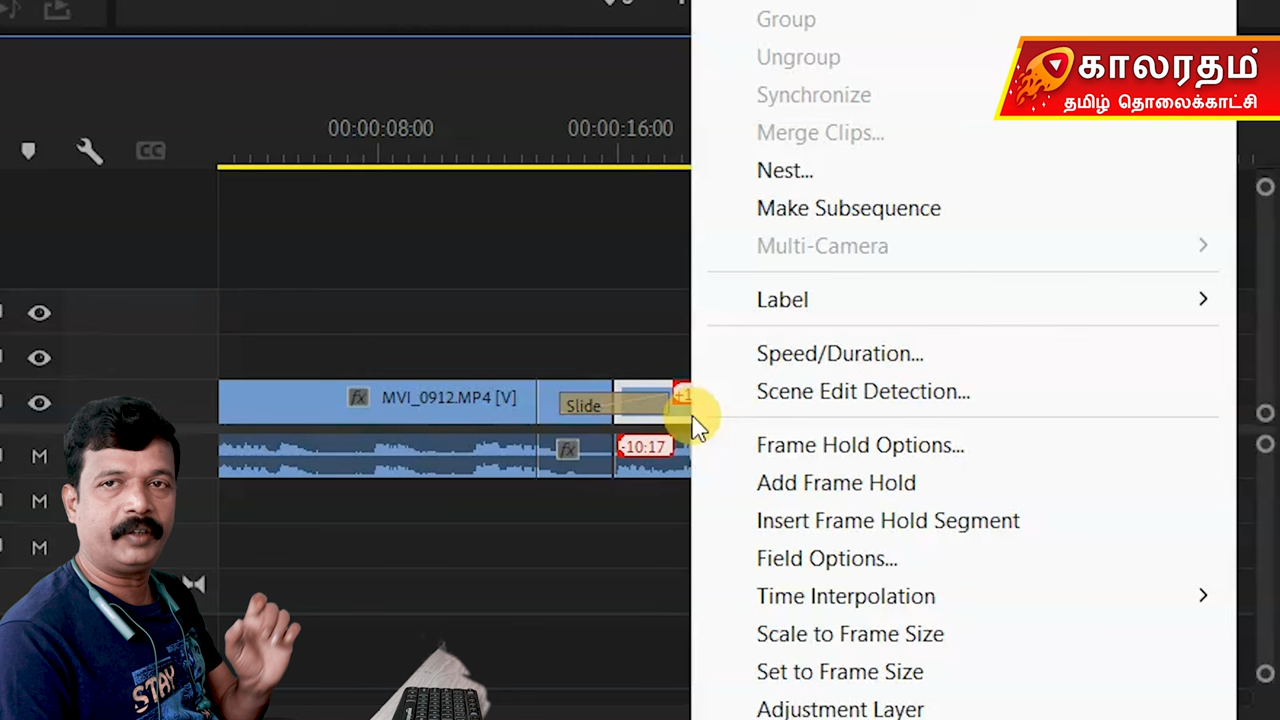 Group
Ungroup
Synchronize
Merge Clips...
Nest...
Make Subsequence
Multi-Camera
Label
Speed/Duration...
Scene Edit Detection...
Frame Hold Options...
Add Frame Hold
Insert Frame Hold Segment
Field Options...
Time Interpolation
Scale to Frame Size
Set to Frame Size
Adjustment Layer
காலரதம்
தமிழ் தொலைக்காட்சி
00:00:08:00
00:00:16:00
CC
fx MVI_0912.MP4 [V]
Slide
fx
-10:17
M
M
M
STAY